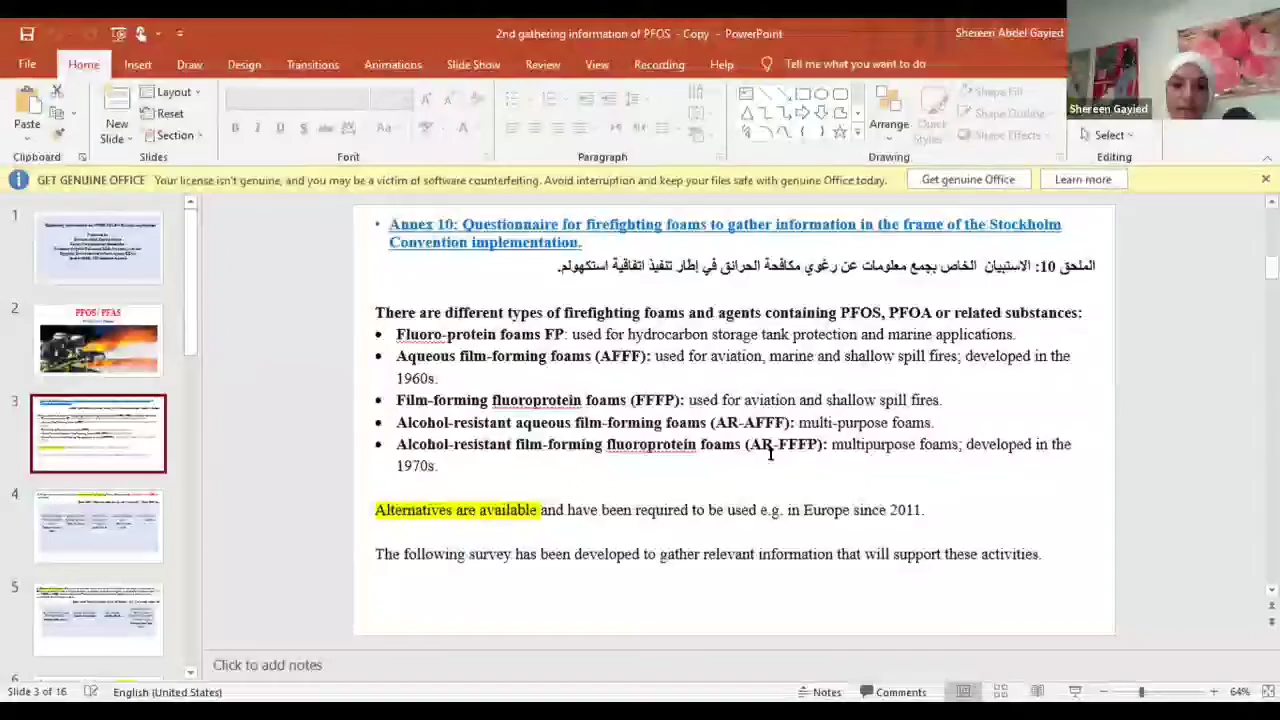 2nd gathering information of PFOS - Copy - PowerPoint
Shereen Abdel Gayied
File Home Insert Draw Design Transitions Animations Slide Show Review View Recording Help Tell me what you want to do
Shereen Gayied
Paste
New
Slide
Layout
Reset
Section
Arrange
Quick
Styles
Shape Fill
Shape Outline
Shape Effects
Select
Clipboard Slides Font Paragraph Drawing Editing
GET GENUINE OFFICE Your license isn't genuine, and you may be a victim of software counterfeiting. Avoid interruption and keep your files safe with genuine Office today. Get genuine Office Learn more
1
2
PFOS/ PFAS
3
4
5
6
• Annex 10: Questionnaire for firefighting foams to gather information in the frame of the Stockholm
Convention implementation.
الملحق 10: الاستبيان الخاص بجمع معلومات عن رغوي مكافحة الحرائق في إطار تنفيذ اتفاقية استكهولم.
There are different types of firefighting foams and agents containing PFOS, PFOA or related substances:
• Fluoro-protein foams FP: used for hydrocarbon storage tank protection and marine applications.
• Aqueous film-forming foams (AFFF): used for aviation, marine and shallow spill fires; developed in the
1960s.
• Film-forming fluoroprotein foams (FFFP): used for aviation and shallow spill fires.
• Alcohol-resistant aqueous film-forming foams (AR-AFFF): multi-purpose foams.
• Alcohol-resistant film-forming fluoroprotein foams (AR-FFFP): multipurpose foams; developed in the
1970s.
Alternatives are available and have been required to be used e.g. in Europe since 2011.
The following survey has been developed to gather relevant information that will support these activities.
Click to add notes
Slide 3 of 16 English (United States) Notes Comments 64%